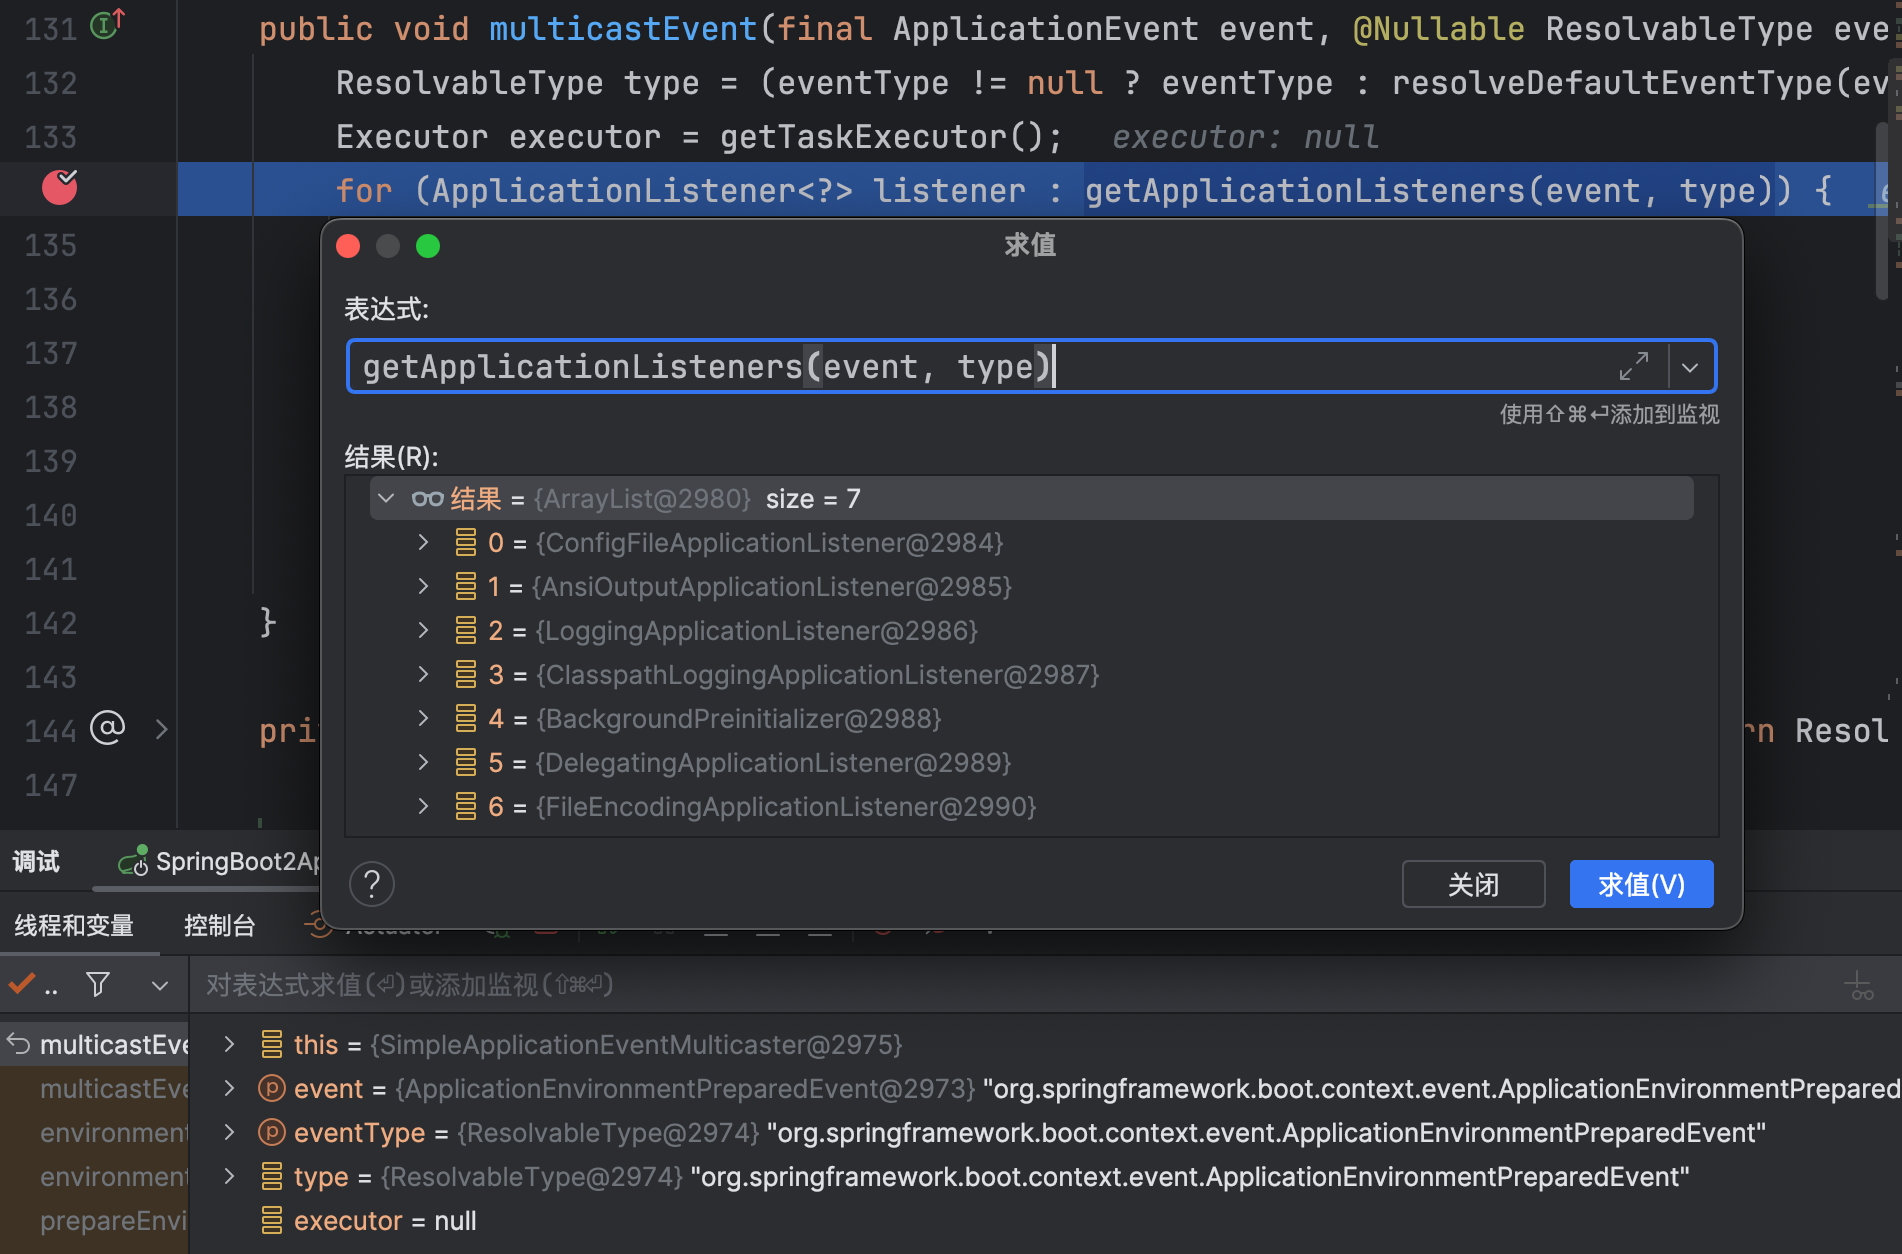 131 public void multicastEvent(final ApplicationEvent event, @Nullable ResolvableType eve
132 ResolvableType type = (eventType != null ? eventType : resolveDefaultEventType(ev
133 Executor executor = getTaskExecutor(); executor: null
for (ApplicationListener<?> listener : getApplicationListeners(event, type)) {
135
136
137
138
139
140
141
142 }
143
144 pri rn Resol
147
求值
表达式:
getApplicationListeners(event, type)
使用⇧⌘⏎添加到监视
结果(R):
结果 = {ArrayList@2980} size = 7
0 = {ConfigFileApplicationListener@2984}
1 = {AnsiOutputApplicationListener@2985}
2 = {LoggingApplicationListener@2986}
3 = {ClasspathLoggingApplicationListener@2987}
4 = {BackgroundPreinitializer@2988}
5 = {DelegatingApplicationListener@2989}
6 = {FileEncodingApplicationListener@2990}
? 关闭 求值(V)
调试 SpringBoot2Ap
线程和变量 控制台 Actuator
.. 对表达式求值(⏎)或添加监视(⇧⌘⏎)
multicastEve
multicastEve
environment
environment
prepareEnvi
this = {SimpleApplicationEventMulticaster@2975}
event = {ApplicationEnvironmentPreparedEvent@2973} "org.springframework.boot.context.event.ApplicationEnvironmentPrepared
eventType = {ResolvableType@2974} "org.springframework.boot.context.event.ApplicationEnvironmentPreparedEvent"
type = {ResolvableType@2974} "org.springframework.boot.context.event.ApplicationEnvironmentPreparedEvent"
executor = null